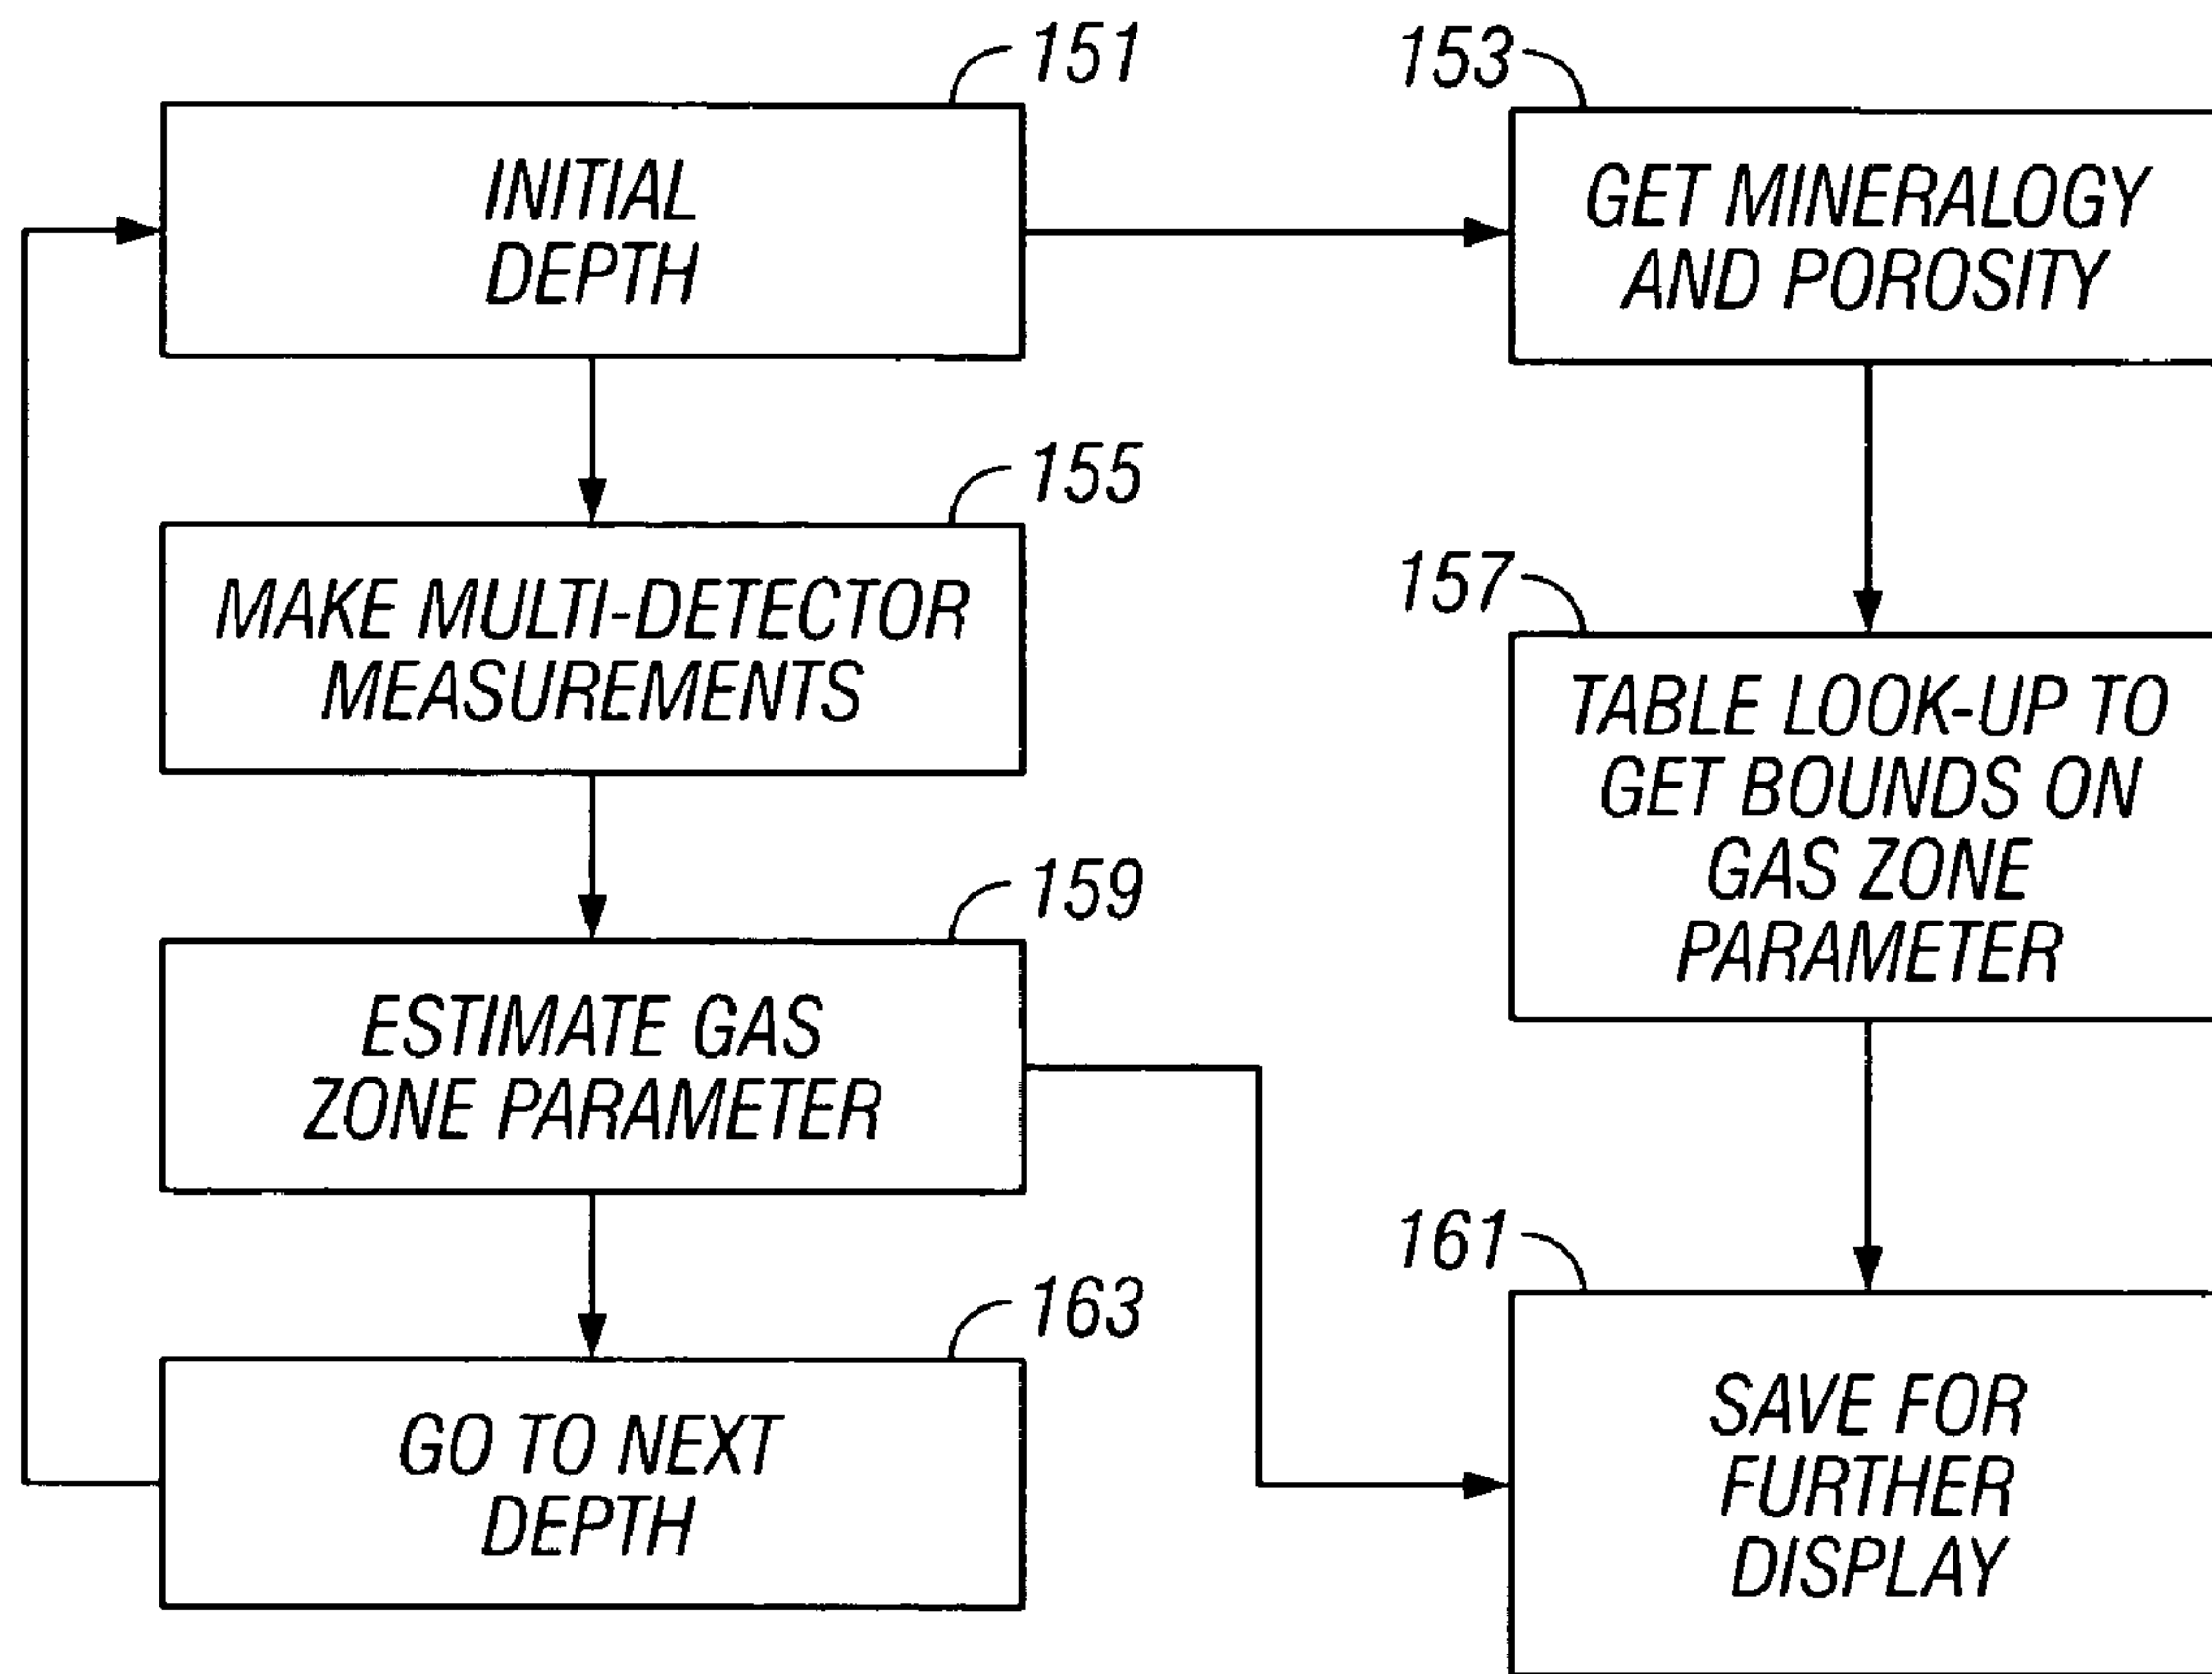 151
INITIAL
DEPTH
153
GET MINERALOGY
AND POROSITY
155
MAKE MULTI-DETECTOR
MEASUREMENTS
157
TABLE LOOK-UP TO
GET BOUNDS ON
GAS ZONE
PARAMETER
159
ESTIMATE GAS
ZONE PARAMETER
161
SAVE FOR
FURTHER
DISPLAY
163
GO TO NEXT
DEPTH